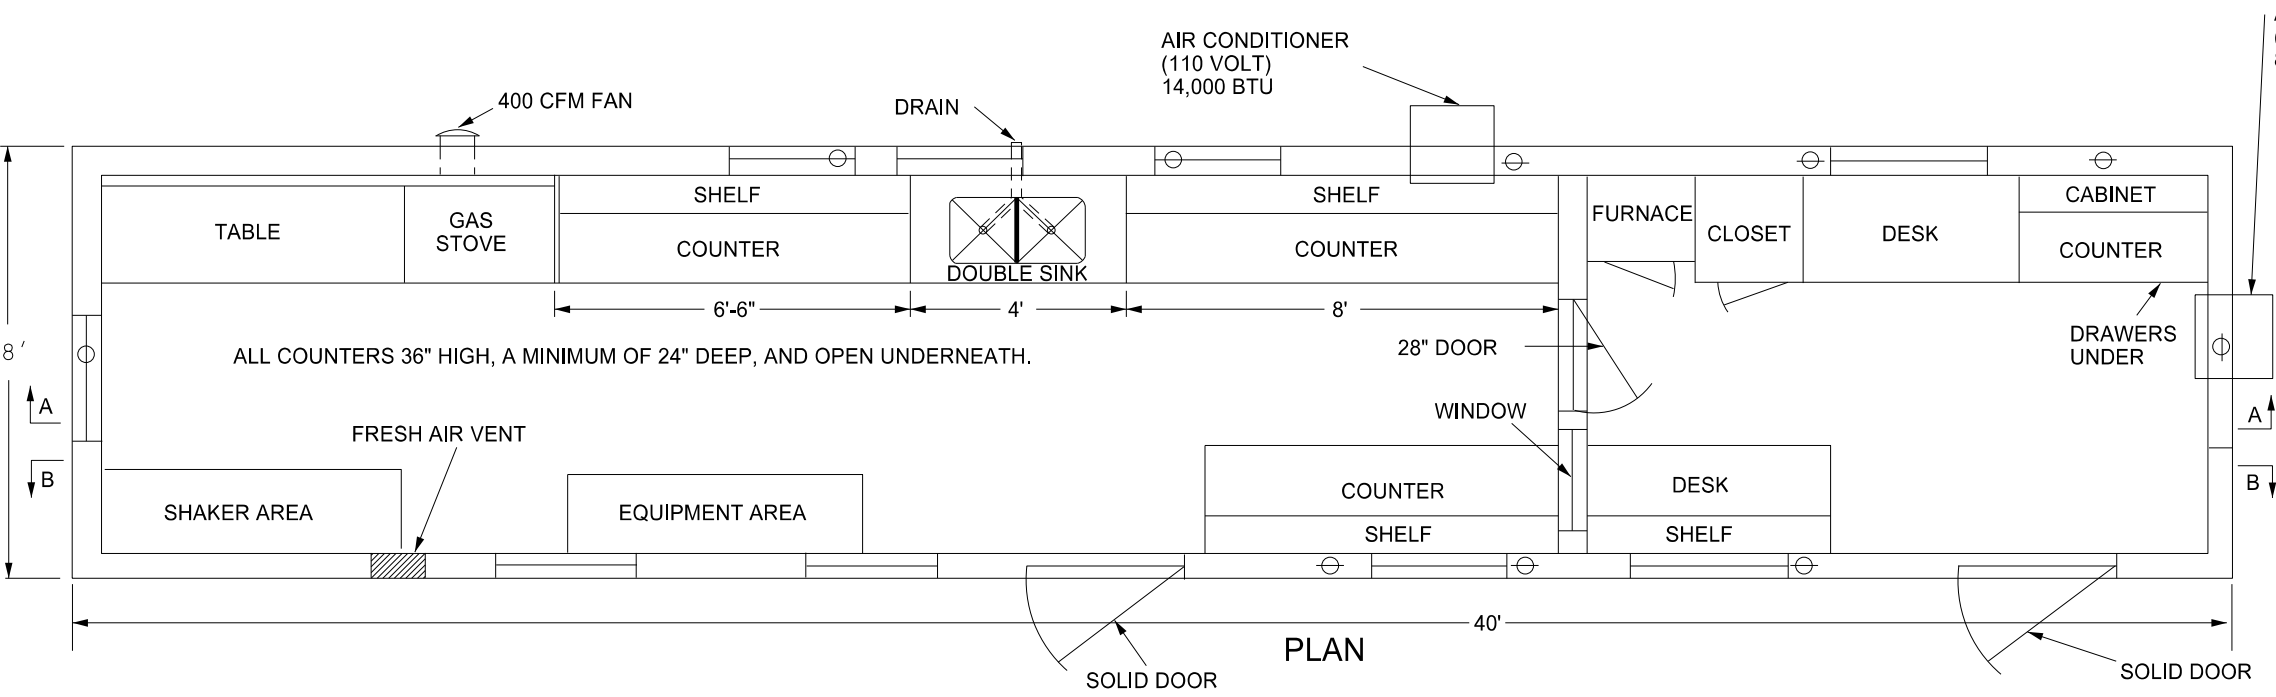 AIR CONDITIONER
(110 VOLT)
14,000 BTU
400 CFM FAN
DRAIN
TABLE
GAS
STOVE
SHELF
COUNTER
DOUBLE SINK
SHELF
COUNTER
FURNACE
CLOSET
DESK
CABINET
COUNTER
6'-6"
4'
8'
8'
28" DOOR
DRAWERS
UNDER
ALL COUNTERS 36" HIGH, A MINIMUM OF 24" DEEP, AND OPEN UNDERNEATH.
A
A
WINDOW
FRESH AIR VENT
B
B
SHAKER AREA
EQUIPMENT AREA
COUNTER
SHELF
DESK
SHELF
40'
PLAN
SOLID DOOR
SOLID DOOR